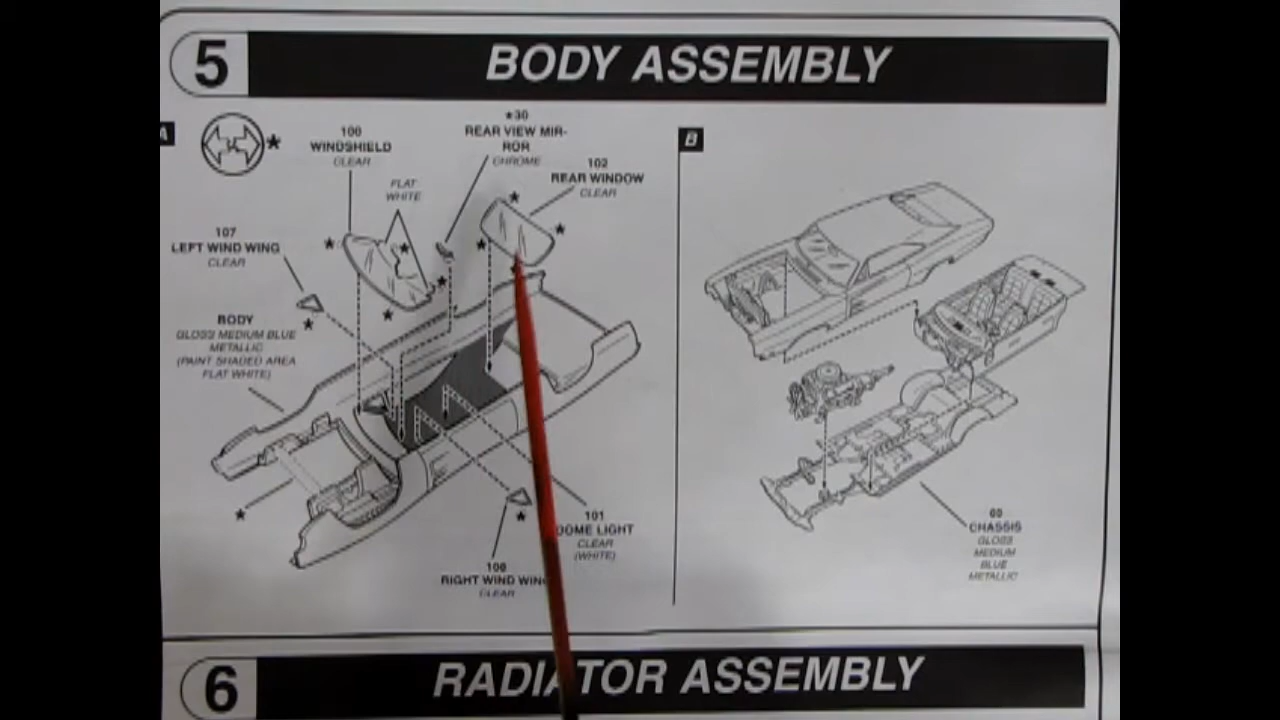 5 BODY ASSEMBLY
A
B
100
WINDSHIELD
CLEAR
FLAT
WHITE
★30
REAR VIEW MIR-
ROR
CHROME
102
REAR WINDOW
CLEAR
107
LEFT WIND WING
CLEAR
BODY
GLOSS MEDIUM BLUE
METALLIC
(PAINT SHADED AREA
FLAT WHITE)
101
DOME LIGHT
CLEAR
(WHITE)
RIGHT WIND WING
CLEAR
CHASSIS
GLOSS
MEDIUM
BLUE
METALLIC
6 RADIATOR ASSEMBLY